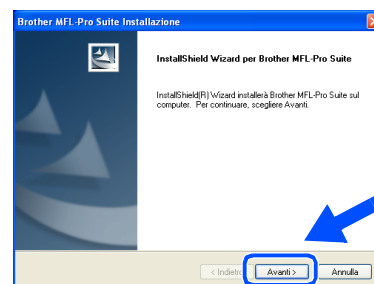 Brother MFL-Pro Suite Installazione
InstallShield Wizard per Brother MFL-Pro Suite
InstallShield(R) Wizard installerà Brother MFL-Pro Suite sul
computer. Per continuare, scegliere Avanti.
< Indietro
Avanti >
Annulla